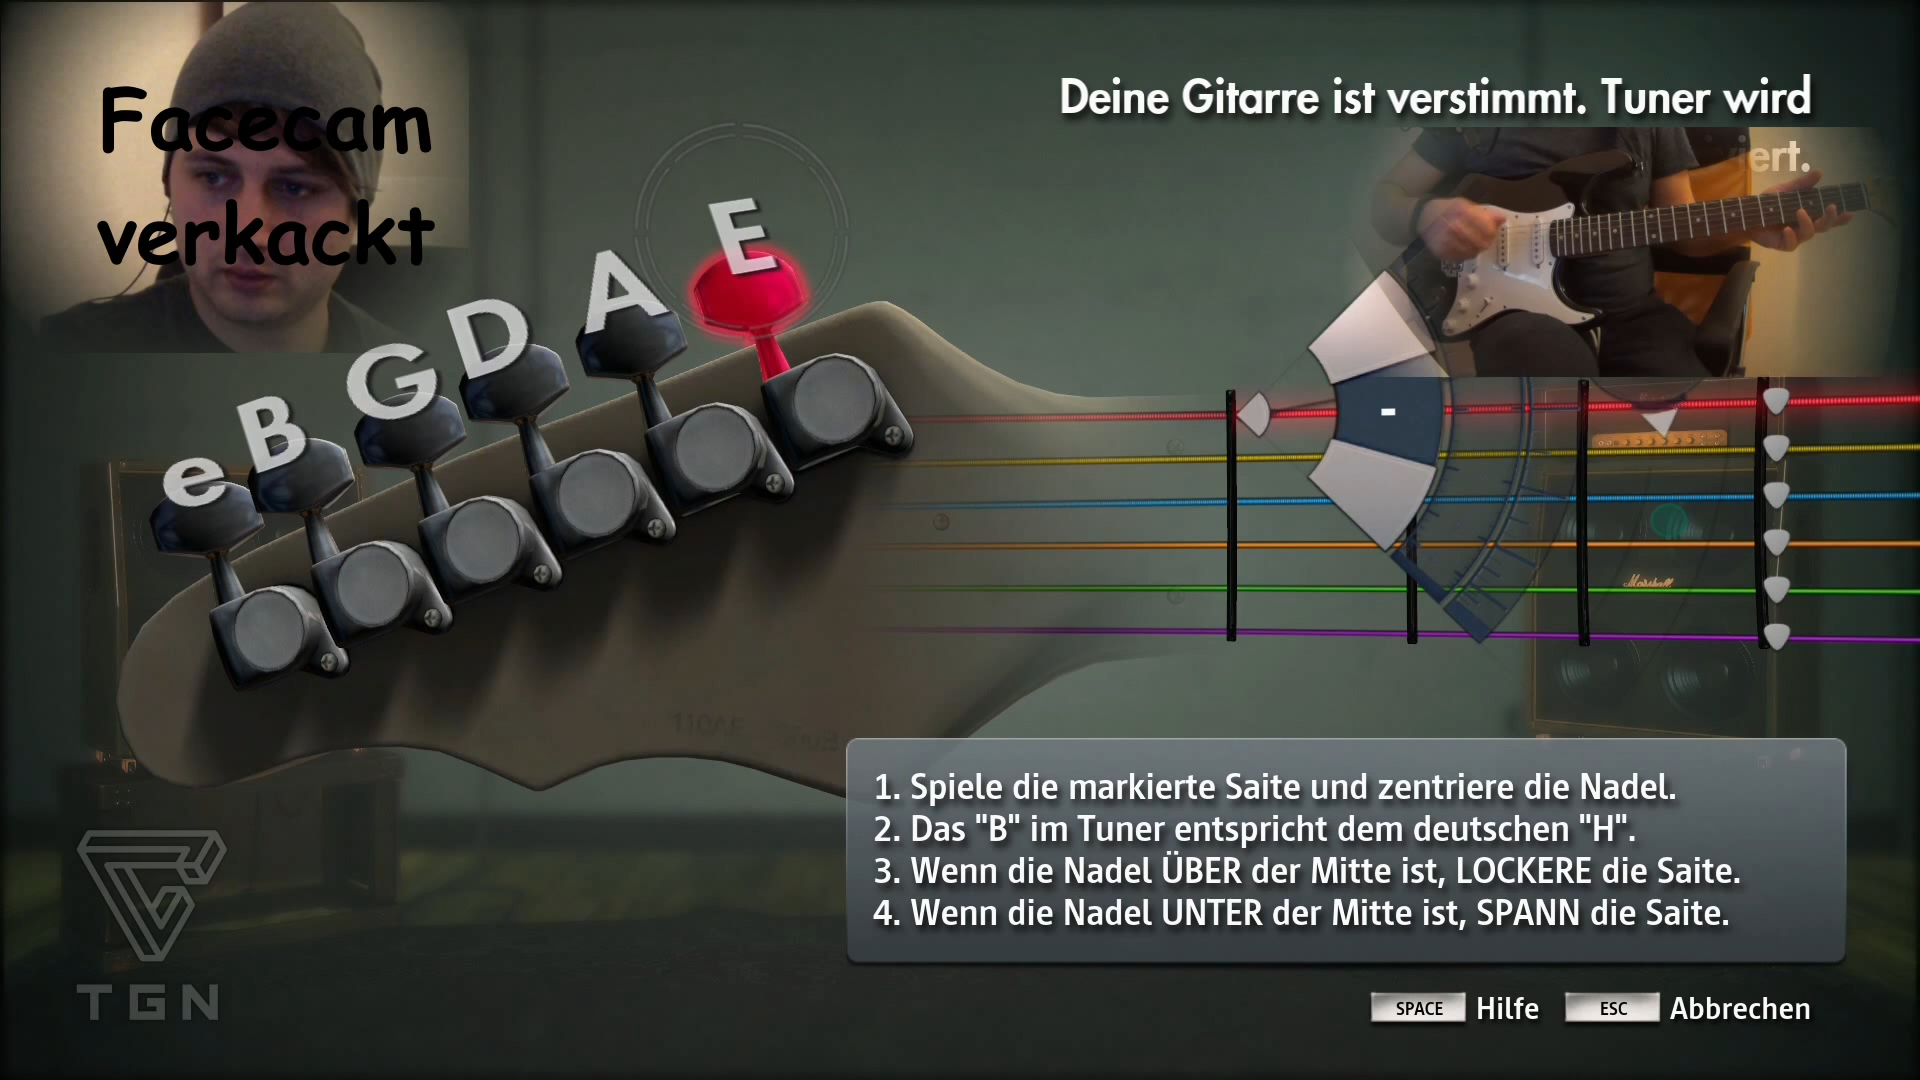 Facecam
verkackt
Deine Gitarre ist verstimmt. Tuner wird
iert.
E
A
D
G
B
e
-
Marshall
1. Spiele die markierte Saite und zentriere die Nadel.
2. Das "B" im Tuner entspricht dem deutschen "H".
3. Wenn die Nadel ÜBER der Mitte ist, LOCKERE die Saite.
4. Wenn die Nadel UNTER der Mitte ist, SPANN die Saite.
TGN
SPACE Hilfe ESC Abbrechen